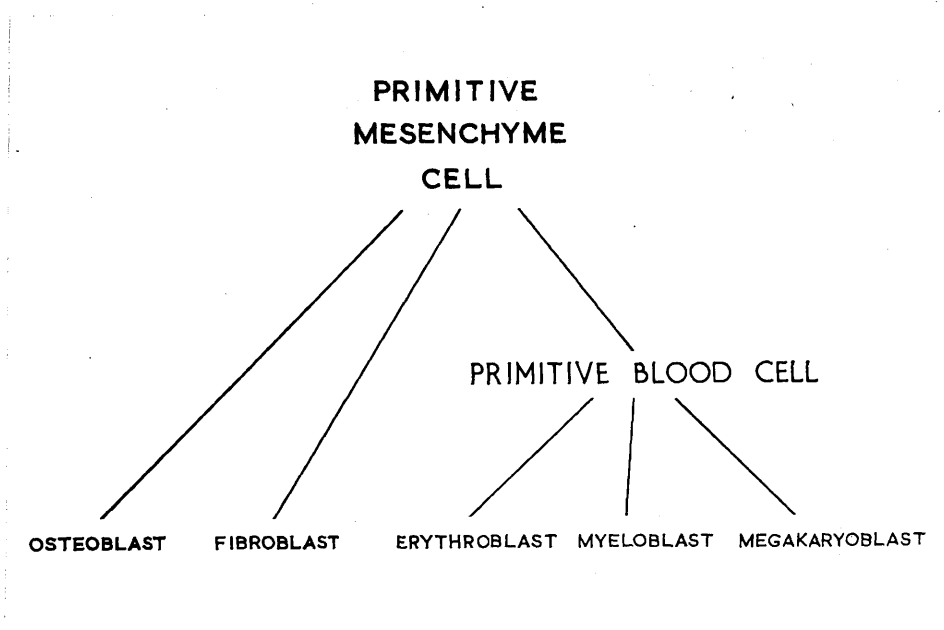 PRIMITIVE
MESENCHYME
CELL
PRIMITIVE BLOOD CELL
OSTEOBLAST FIBROBLAST ERYTHROBLAST MYELOBLAST MEGAKARYOBLAST